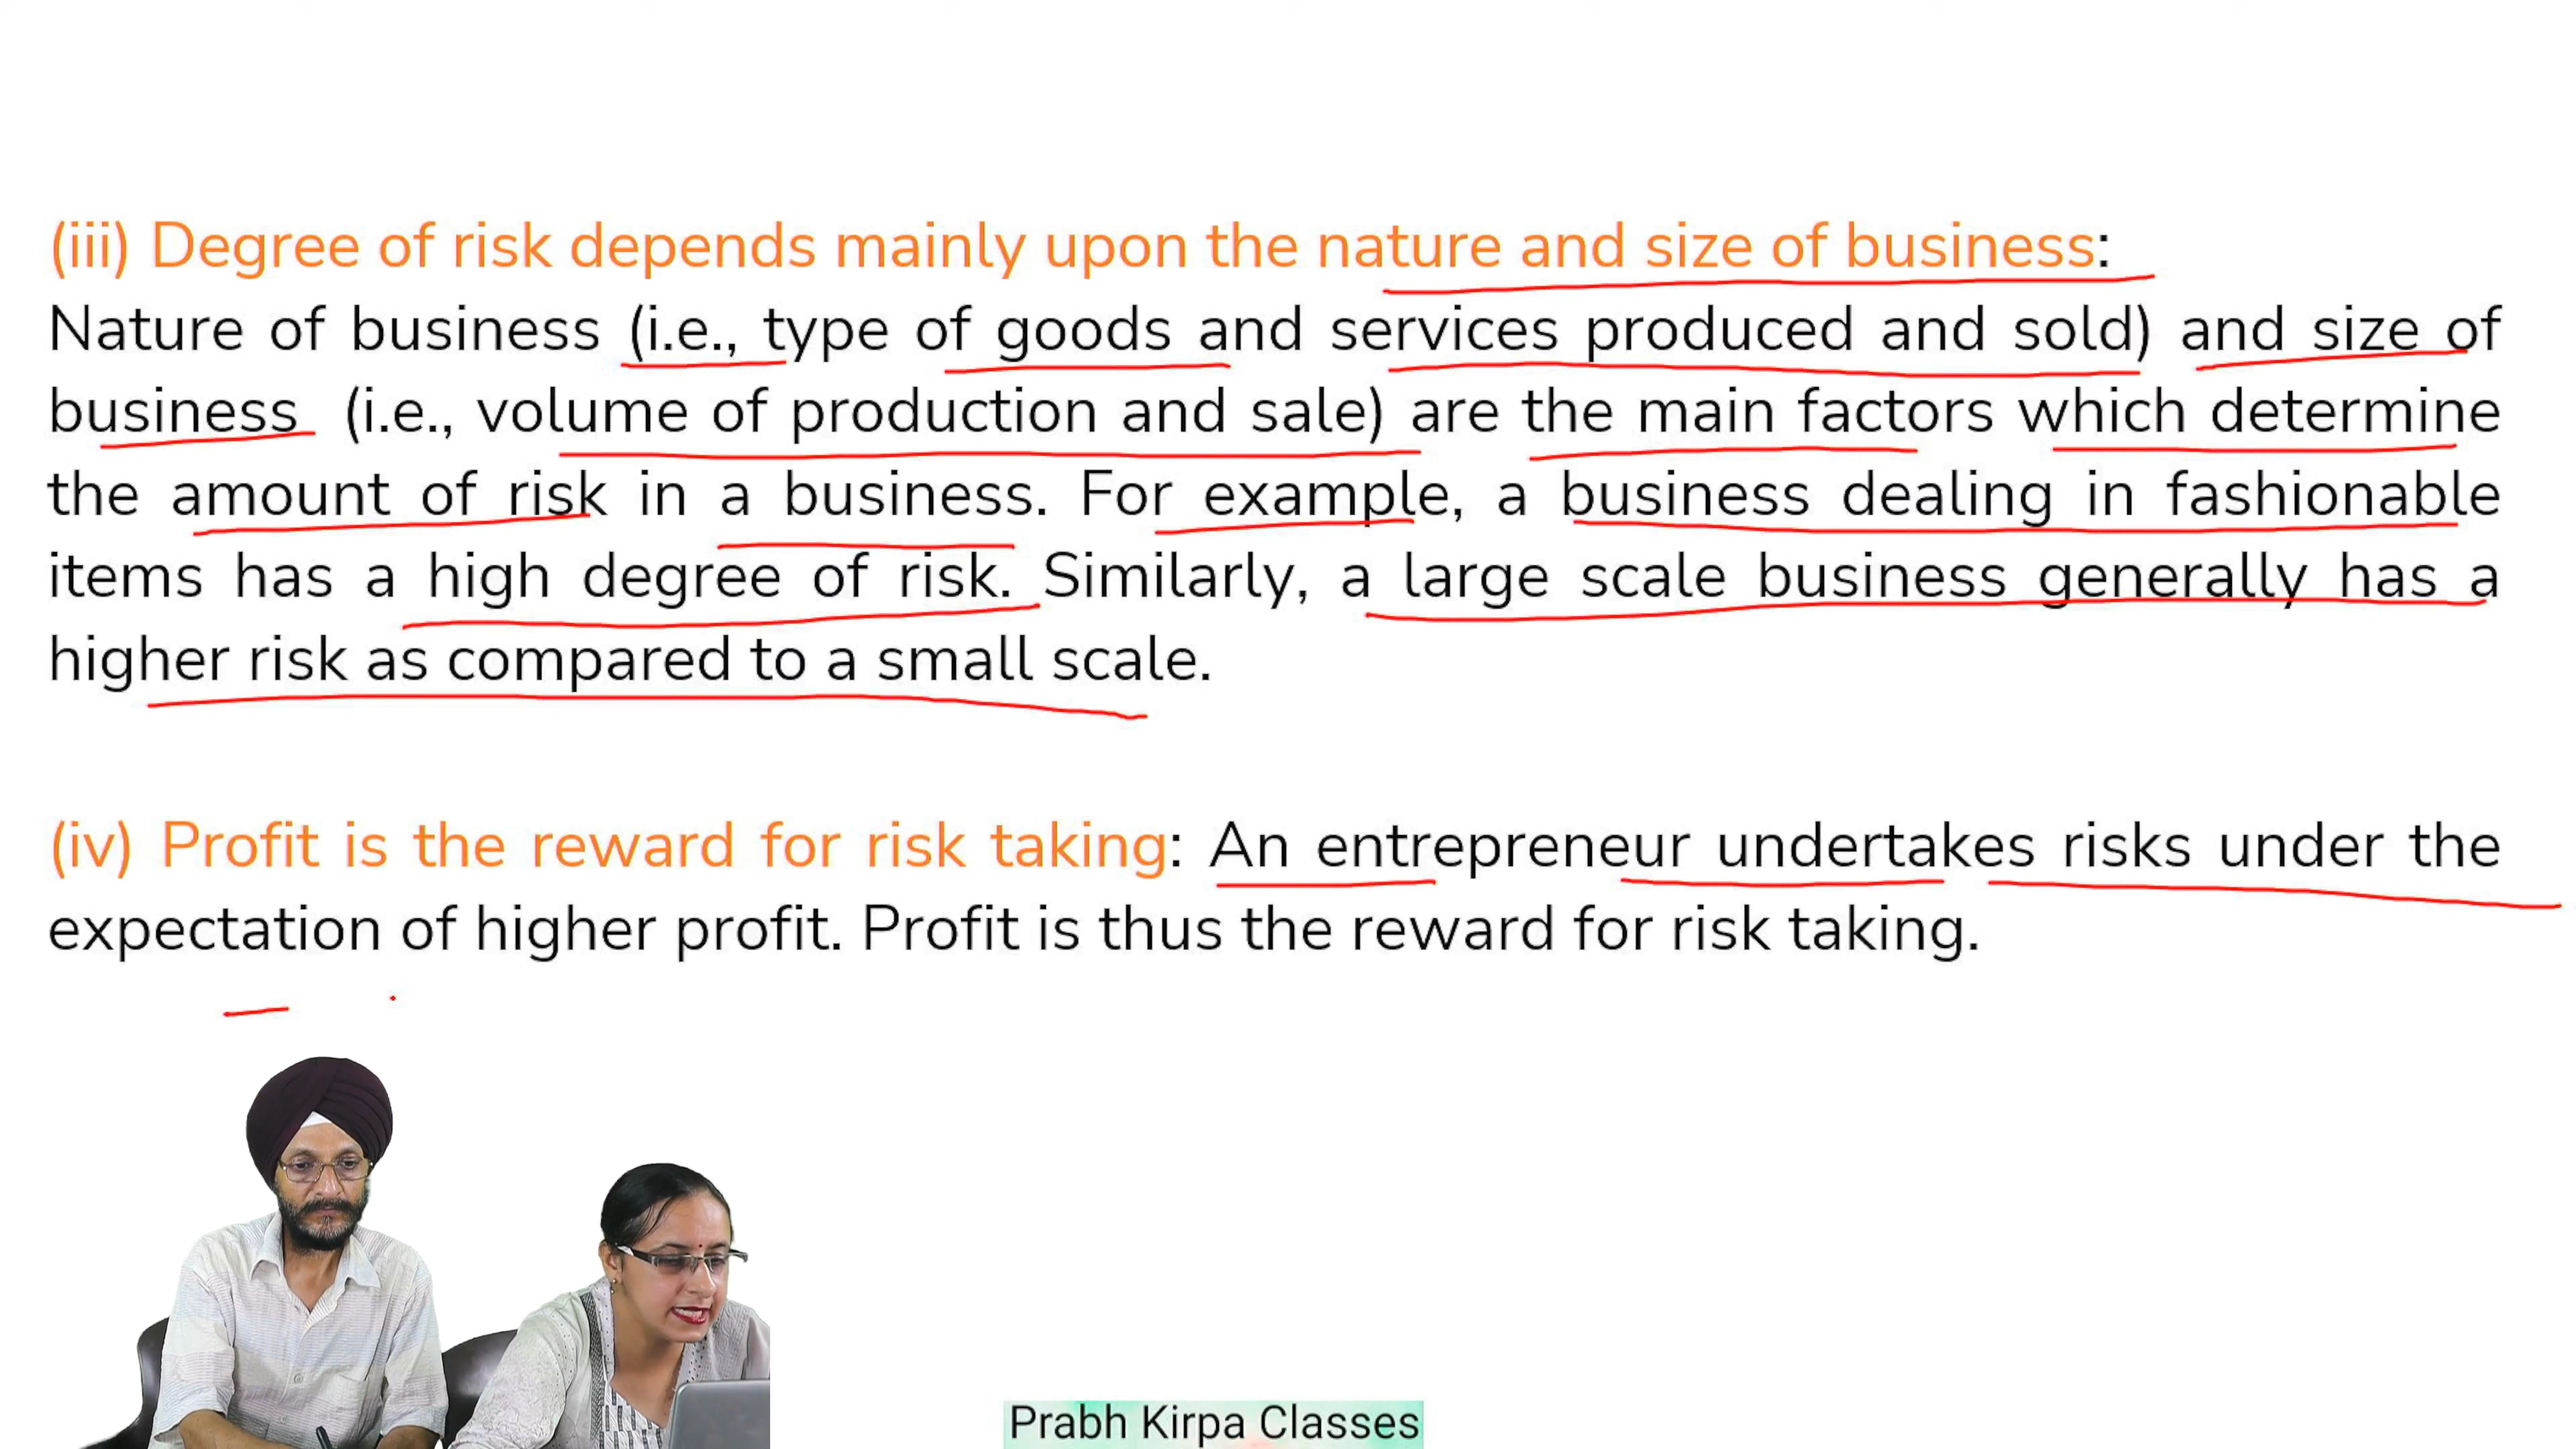 (iii) Degree of risk depends mainly upon the nature and size of business:
Nature of business (i.e., type of goods and services produced and sold) and size of
business (i.e., volume of production and sale) are the main factors which determine
the amount of risk in a business. For example, a business dealing in fashionable
items has a high degree of risk. Similarly, a large scale business generally has a
higher risk as compared to a small scale.
(iv) Profit is the reward for risk taking: An entrepreneur undertakes risks under the
expectation of higher profit. Profit is thus the reward for risk taking.
Prabh Kirpa Classes